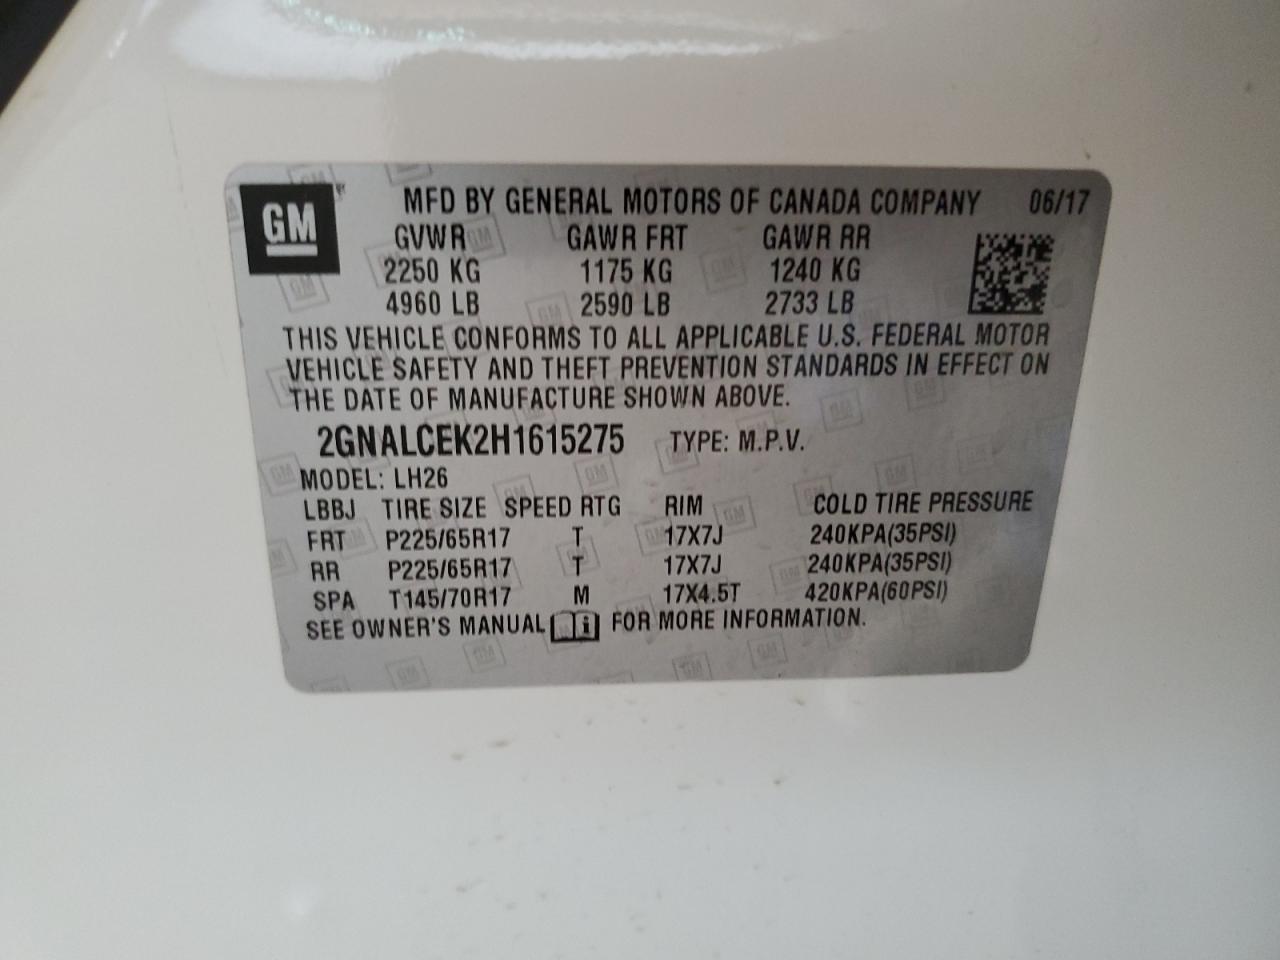 GM
MFD BY GENERAL MOTORS OF CANADA COMPANY 06/17
GVWR GAWR FRT GAWR RR
2250 KG 1175 KG 1240 KG
4960 LB 2590 LB 2733 LB
THIS VEHICLE CONFORMS TO ALL APPLICABLE U.S. FEDERAL MOTOR
VEHICLE SAFETY AND THEFT PREVENTION STANDARDS IN EFFECT ON
THE DATE OF MANUFACTURE SHOWN ABOVE.
2GNALCEK2H1615275 TYPE: M.P.V.
MODEL: LH26
LBBJ TIRE SIZE SPEED RTG RIM COLD TIRE PRESSURE
FRT P225/65R17 T 17X7J 240KPA(35PSI)
RR P225/65R17 T 17X7J 240KPA(35PSI)
SPA T145/70R17 M 17X4.5T 420KPA(60PSI)
SEE OWNER'S MANUAL i FOR MORE INFORMATION.